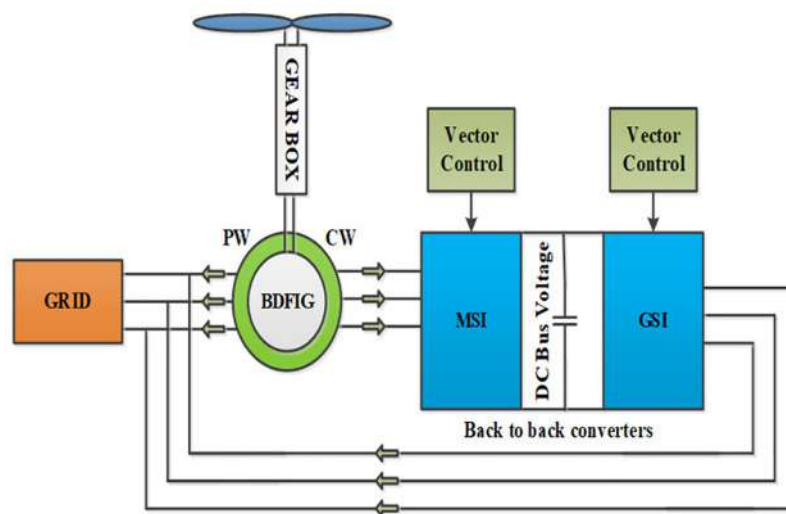 GEAR BOX
Vector
Control
Vector
Control
PW
CW
GRID
BDFIG
MSI
DC Bus Voltage
GSI
Back to back converters